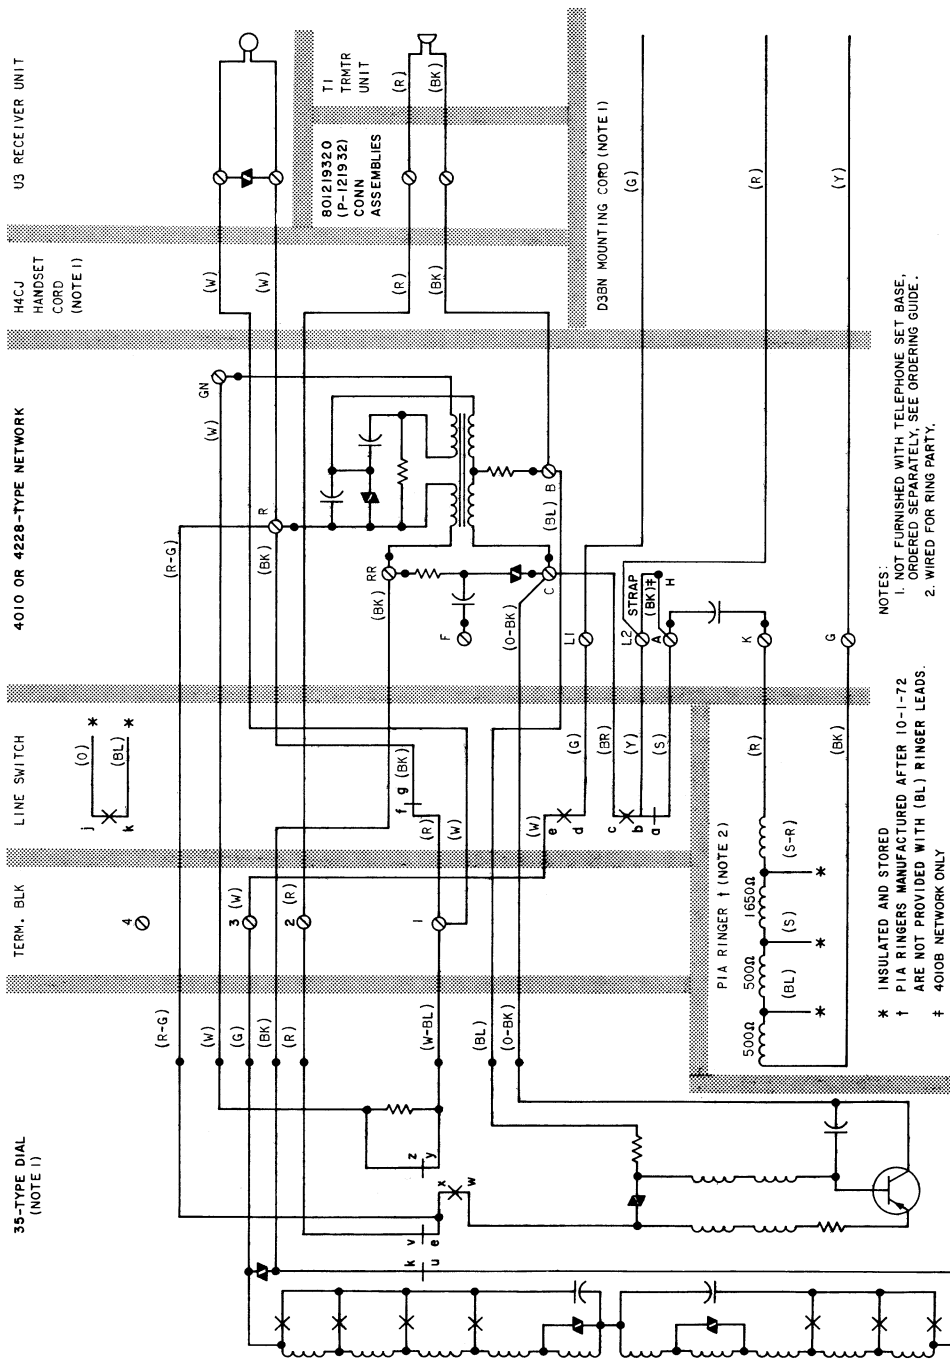 U3 RECEIVER UNIT
T1
TRMTR
UNIT
(R)
(BK)
801219320
(P-121932)
CONN
ASSEMBLIES
H4CJ
HANDSET
CORD
(NOTE 1)
(W)
(W)
(R)
(BK)
D3BN MOUNTING CORD (NOTE 1)
(G)
(R)
(Y)
4010 OR 4228-TYPE NETWORK
GN
(W)
R
(R-G)
(BK)
RR
(BK)
F
(O-BK)
C
(BL)
B
L1
L2
STRAP
(BK)‡
H
A
K
G
NOTES:
1. NOT FURNISHED WITH TELEPHONE SET BASE,
ORDERED SEPARATELY, SEE ORDERING GUIDE.
2. WIRED FOR RING PARTY.
LINE SWITCH
j
k
(O)
(BL)
*
*
f
g
(BK)
(R)
(W)
(W)
e
d
(G)
(BR)
(Y)
(S)
c
b
a
(R)
(BK)
TERM. BLK
4
3
(W)
2
(R)
1
PIA RINGER † (NOTE 2)
500Ω
500Ω
1650Ω
(BL)
(S)
(S-R)
*
*
*
* INSULATED AND STORED
† PIA RINGERS MANUFACTURED AFTER 10-1-72
ARE NOT PROVIDED WITH (BL) RINGER LEADS.
‡ 4010B NETWORK ONLY
35-TYPE DIAL
(NOTE 1)
(R-G)
(W)
(G)
(BK)
(R)
(W-BL)
(BL)
(O-BK)
z
y
x
w
v
e
k
u